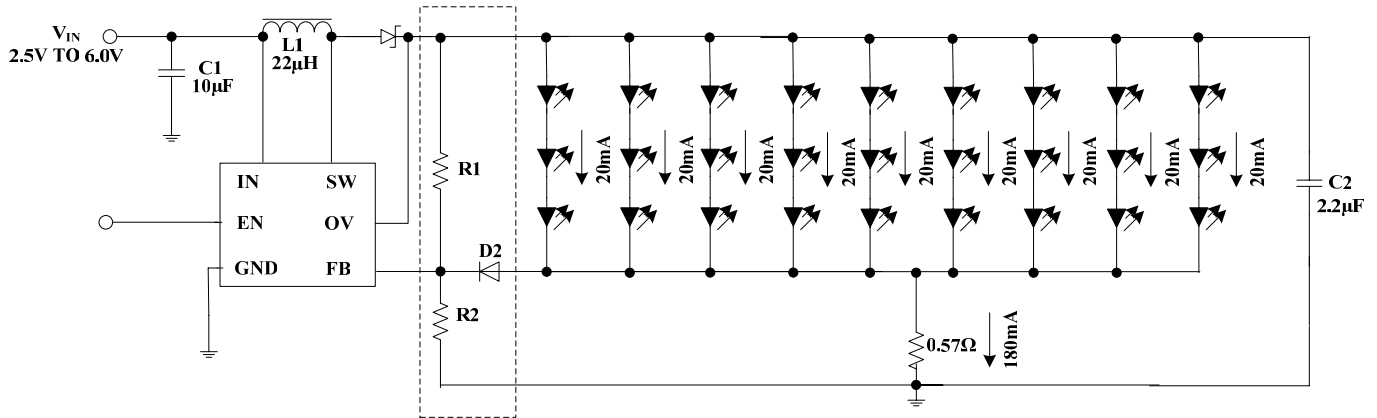 VIN
2.5V TO 6.0V
C1
10μF
L1
22μH
IN
SW
EN
OV
GND
FB
R1
D2
R2
20mA
20mA
20mA
20mA
20mA
20mA
20mA
20mA
20mA
C2
2.2μF
0.57Ω
180mA